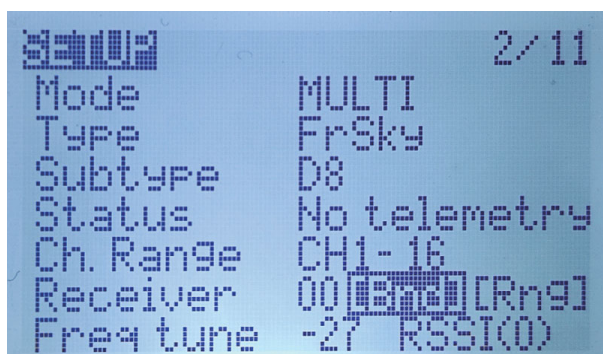 SETUP 2/11
Mode MULTI
Type FrSky
Subtype D8
Status No telemetry
Ch. Range CH1-16
Receiver 00 [Bnd] [Rng]
Freq tune -27 RSSI(0)